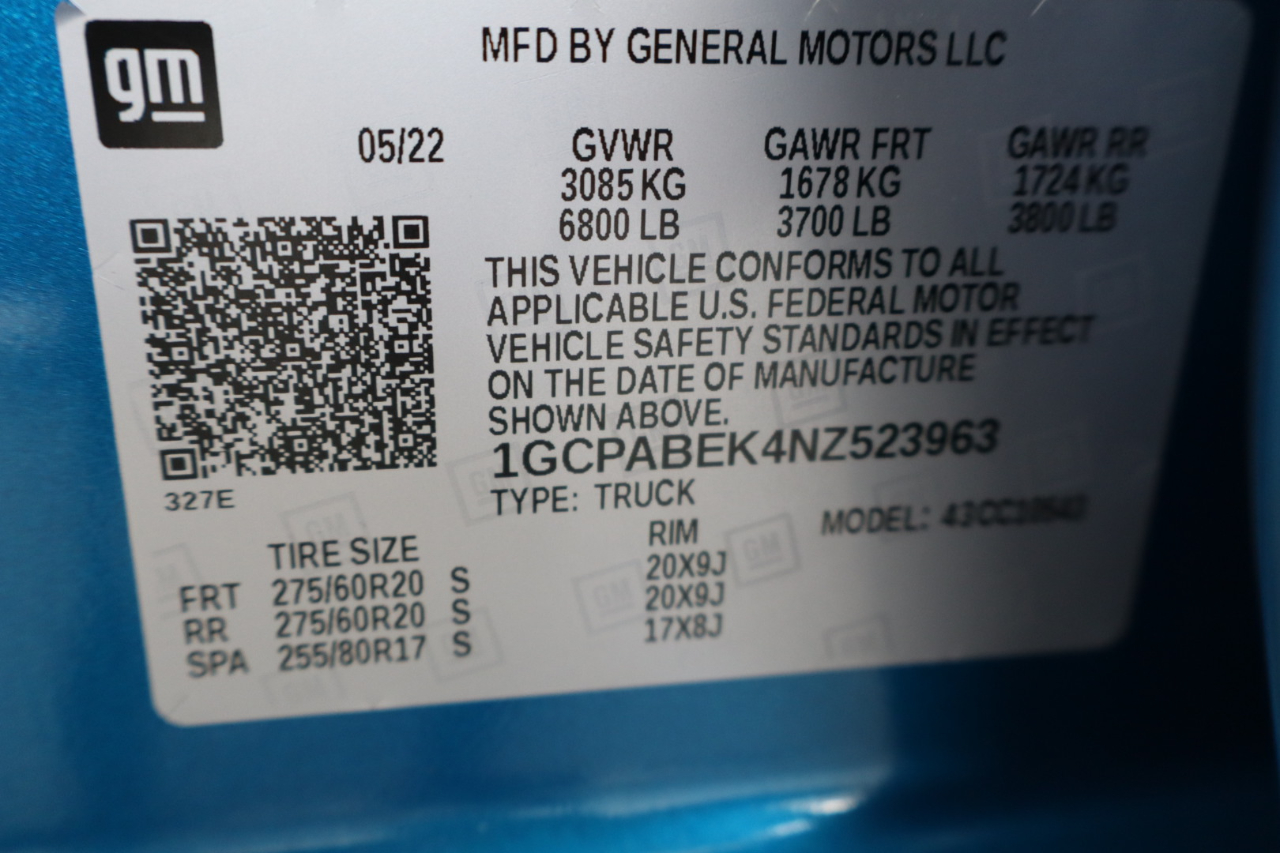 gm
MFD BY GENERAL MOTORS LLC
05/22 GVWR GAWR FRT GAWR RR
3085 KG 1678 KG 1724 KG
6800 LB 3700 LB 3800 LB
THIS VEHICLE CONFORMS TO ALL
APPLICABLE U.S. FEDERAL MOTOR
VEHICLE SAFETY STANDARDS IN EFFECT
ON THE DATE OF MANUFACTURE
SHOWN ABOVE.
1GCPABEK4NZ523963
327E
TYPE: TRUCK
MODEL:
TIRE SIZE RIM
FRT 275/60R20 S 20X9J
RR 275/60R20 S 20X9J
SPA 255/80R17 S 17X8J